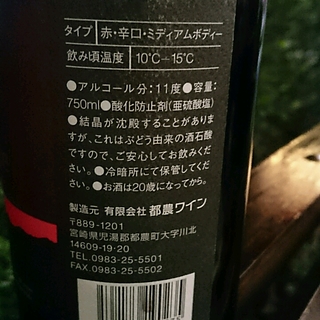 タイプ 赤・辛口・ミディアムボディー
飲み頃温度 10℃−15℃
●アルコール分:11度●容量:
750ml●酸化防止剤(亜硫酸塩)
●結晶が沈殿することがあり
ますが、これはぶどう由来の酒石酸
ですので、ご安心してお飲みくだ
さい。●冷暗所にて保管してくだ
さい。●お酒は20歳になってから。
製造元 有限会社 都農ワイン
〒889-1201
宮崎県児湯郡都農町大字川北
14609-19・20
TEL.0983-25-5501
FAX.0983-25-5502